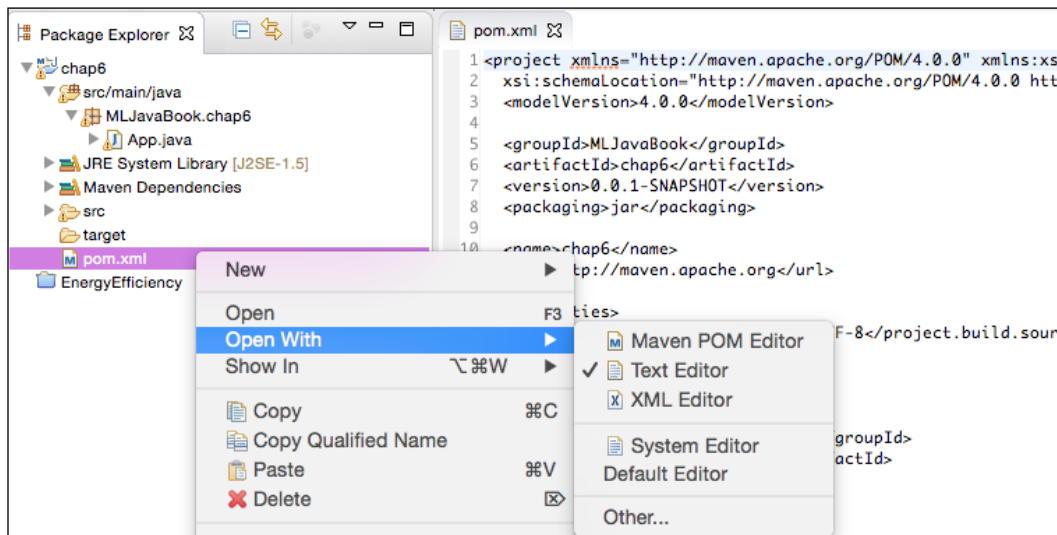 Package Explorer
chap6
src/main/java
MLJavaBook.chap6
App.java
JRE System Library [J2SE-1.5]
Maven Dependencies
src
target
pom.xml
EnergyEfficiency
pom.xml
1 <project xmlns="http://maven.apache.org/POM/4.0.0" xmlns:xs
2 xsi:schemaLocation="http://maven.apache.org/POM/4.0.0 htt
3 <modelVersion>4.0.0</modelVersion>
4
5 <groupId>MLJavaBook</groupId>
6 <artifactId>chap6</artifactId>
7 <version>0.0.1-SNAPSHOT</version>
8 <packaging>jar</packaging>
9
10 <name>chap6</name>
tp://maven.apache.org</url>
ties>
F-8</project.build.sour
groupId>
actId>
New
Open F3
Open With
Show In ⌥⌘W
Copy ⌘C
Copy Qualified Name
Paste ⌘V
Delete ⌦
Maven POM Editor
✓ Text Editor
XML Editor
System Editor
Default Editor
Other...